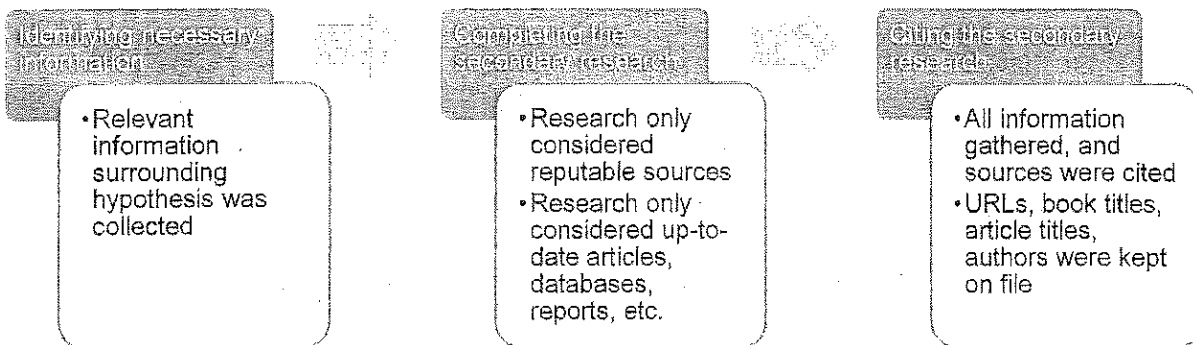 Identifying necessary
information
•Relevant
information
surrounding
hypothesis was
collected
Completing the
secondary research
•Research only
considered
reputable sources
•Research only
considered up-to-
date articles,
databases,
reports, etc.
Citing the secondary
research
•All information
gathered, and
sources were cited
•URLs, book titles,
article titles,
authors were kept
on file